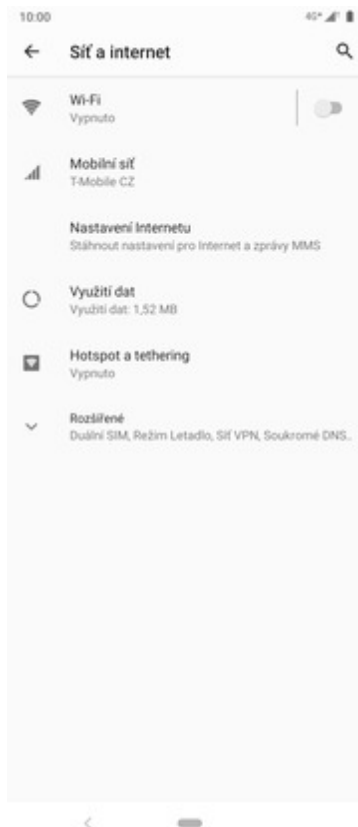 10:00
4G+
Síť a internet
Wi-Fi
Vypnuto
Mobilní síť
T-Mobile CZ
Nastavení Internetu
Stáhnout nastavení pro Internet a zprávy MMS
Využití dat
Využití dat: 1,52 MB
Hotspot a tethering
Vypnuto
Rozšířené
Duální SIM, Režim Letadlo, Síť VPN, Soukromé DNS..